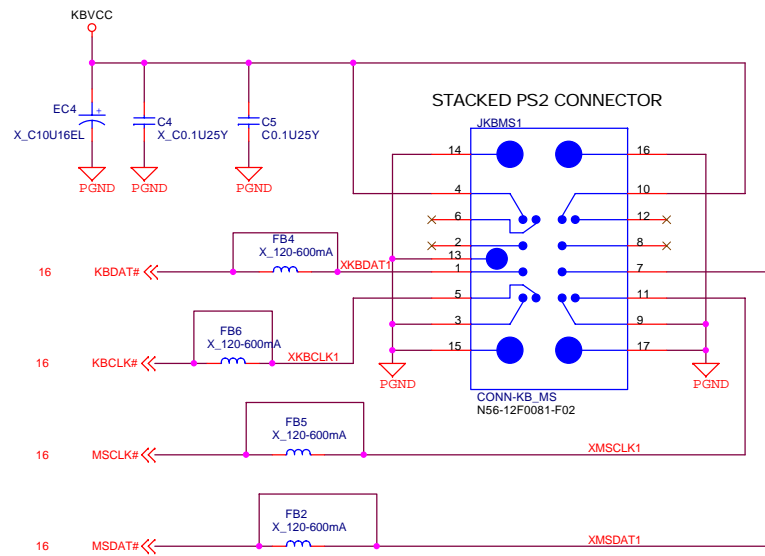 KBVCC
STACKED PS2 CONNECTOR
EC4
+
X_C10U16EL
C4
X_C0.1U25Y
C5
C0.1U25Y
JKBMS1
14
16
4
10
6
12
2
8
13
1
7
5
11
3
9
15
17
PGND
PGND
PGND
PGND
PGND
CONN-KB_MS
N56-12F0081-F02
16
KBDAT#
FB4
X_120-600mA
XKBDAT1
16
KBCLK#
FB6
X_120-600mA
XKBCLK1
16
MSCLK#
FB5
X_120-600mA
XMSCLK1
16
MSDAT#
FB2
X_120-600mA
XMSDAT1